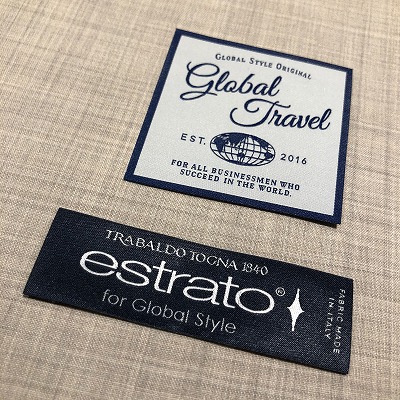 GLOBAL STYLE ORIGINAL
Global
Travel
EST. 2016
FOR ALL BUSINESSMEN WHO
SUCCEED IN THE WORLD.
TRABALDO TOGNA 1840
estrato®
for Global Style
FABRIC MADE
IN ITALY